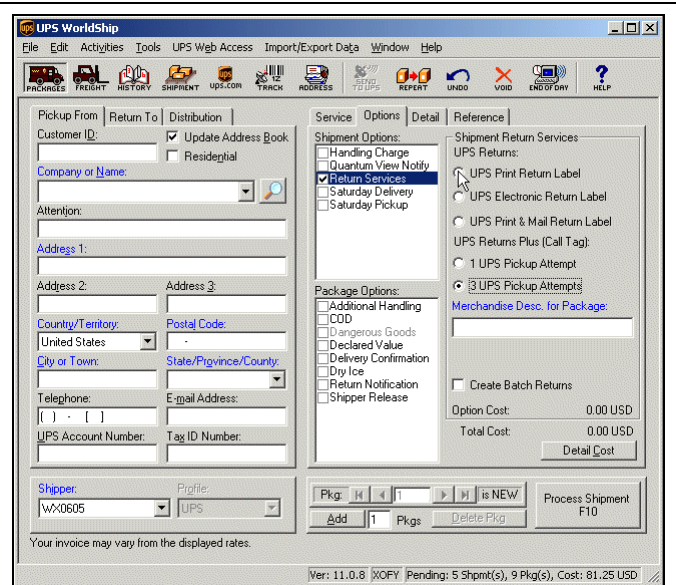 UPS WorldShip
File Edit Activities Tools UPS Web Access Import/Export Data Window Help
PACKAGES FREIGHT HISTORY SHIPMENT UPS.com TRACK ADDRESS SEND TO UPS REPEAT UNDO VOID END OF DAY HELP
Pickup From Return To Distribution
Customer ID:
Update Address Book
Residential
Company or Name:
Attention:
Address 1:
Address 2: Address 3:
Country/Territory: Postal Code:
United States -
City or Town: State/Province/County:
Telephone: E-mail Address:
( ) - [ ]
UPS Account Number: Tax ID Number:
Shipper: Profile:
WX0605 UPS
Your invoice may vary from the displayed rates.
Service Options Detail Reference
Shipment Options:
Handling Charge
Quantum View Notify
Return Services
Saturday Delivery
Saturday Pickup
Package Options:
Additional Handling
COD
Dangerous Goods
Declared Value
Delivery Confirmation
Dry Ice
Return Notification
Shipper Release
Shipment Return Services
UPS Returns:
UPS Print Return Label
UPS Electronic Return Label
UPS Print & Mail Return Label
UPS Returns Plus (Call Tag):
1 UPS Pickup Attempt
3 UPS Pickup Attempts
Merchandise Desc. for Package:
Create Batch Returns
Option Cost: 0.00 USD
Total Cost: 0.00 USD
Detail Cost
Pkg: 1 is NEW
Add 1 Pkgs Delete Pkg
Process Shipment
F10
Ver: 11.0.8 XOFY Pending: 5 Shpmt(s), 9 Pkg(s), Cost: 81.25 USD